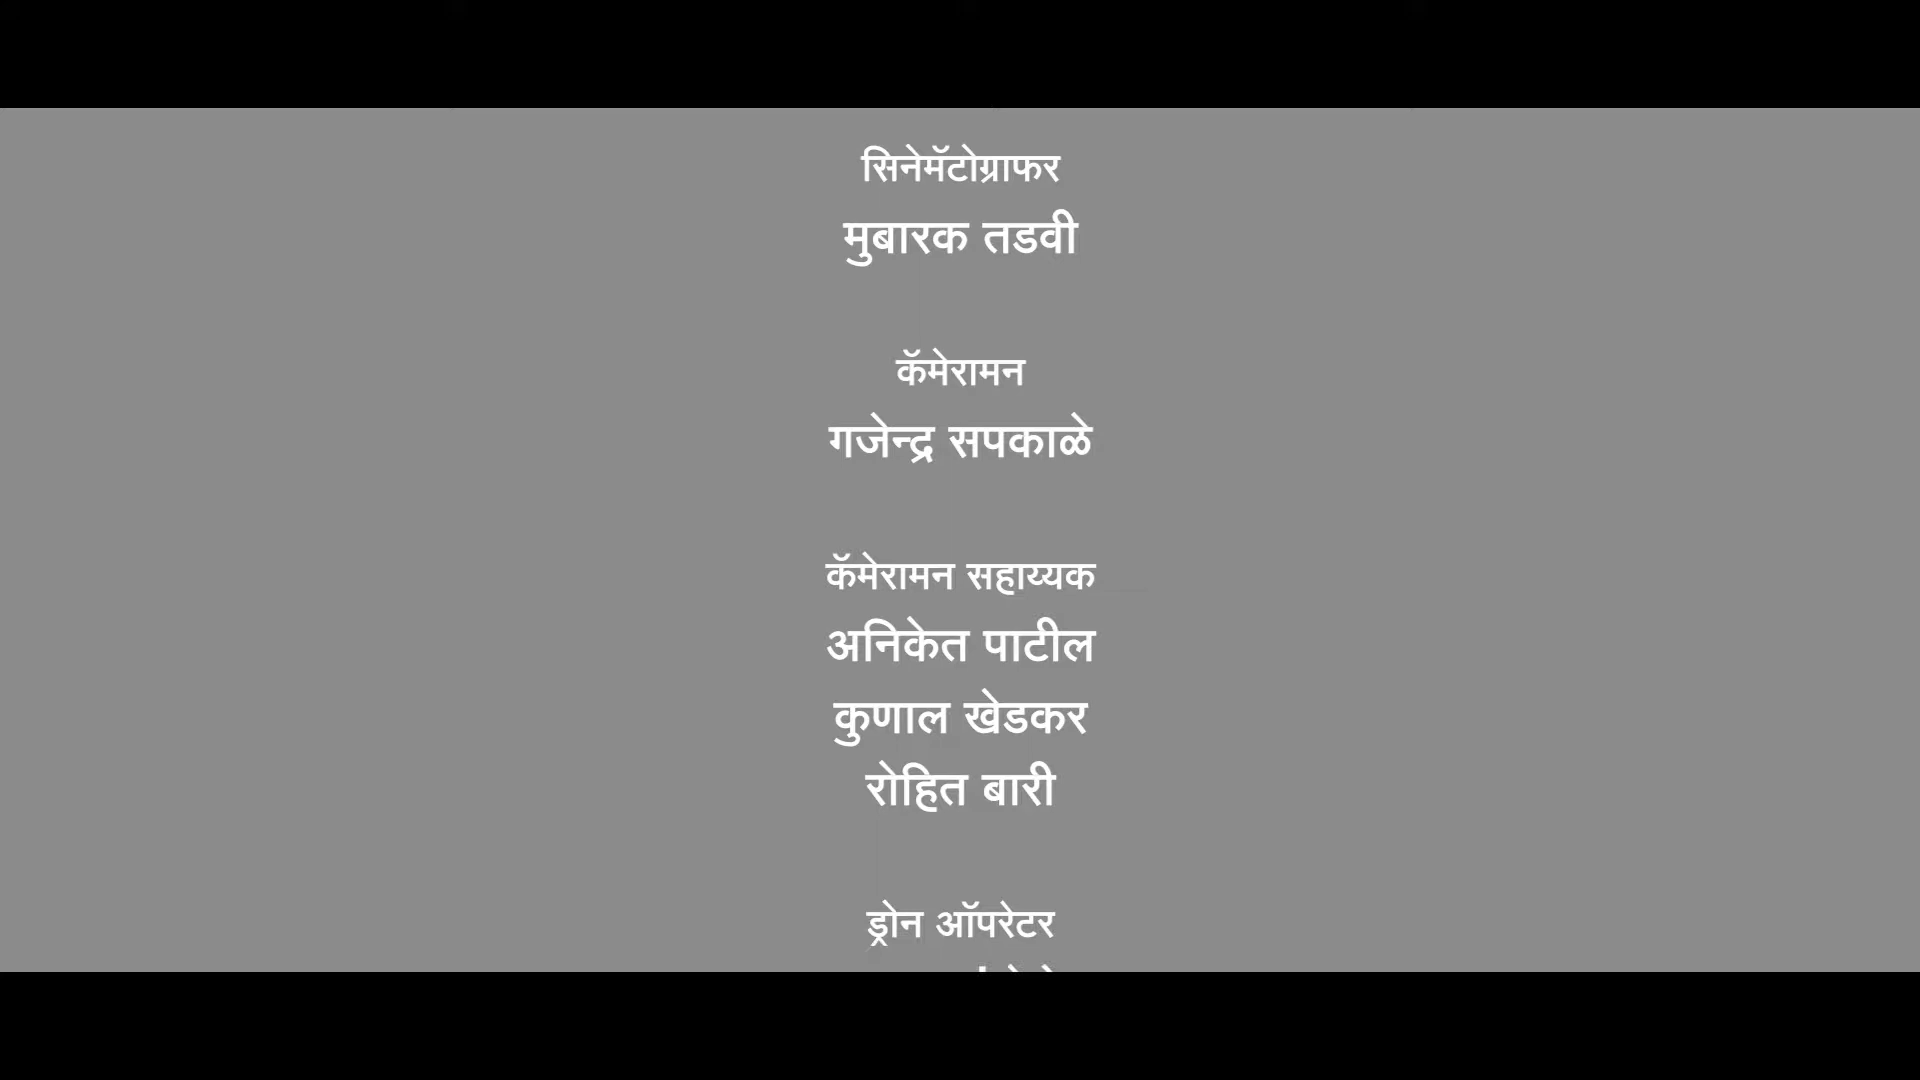 सिनेमॅटोग्राफर
मुबारक तडवी
कॅमेरामन
गजेन्द्र सपकाळे
कॅमेरामन सहाय्यक
अनिकेत पाटील
कुणाल खेडकर
रोहित बारी
ड्रोन ऑपरेटर